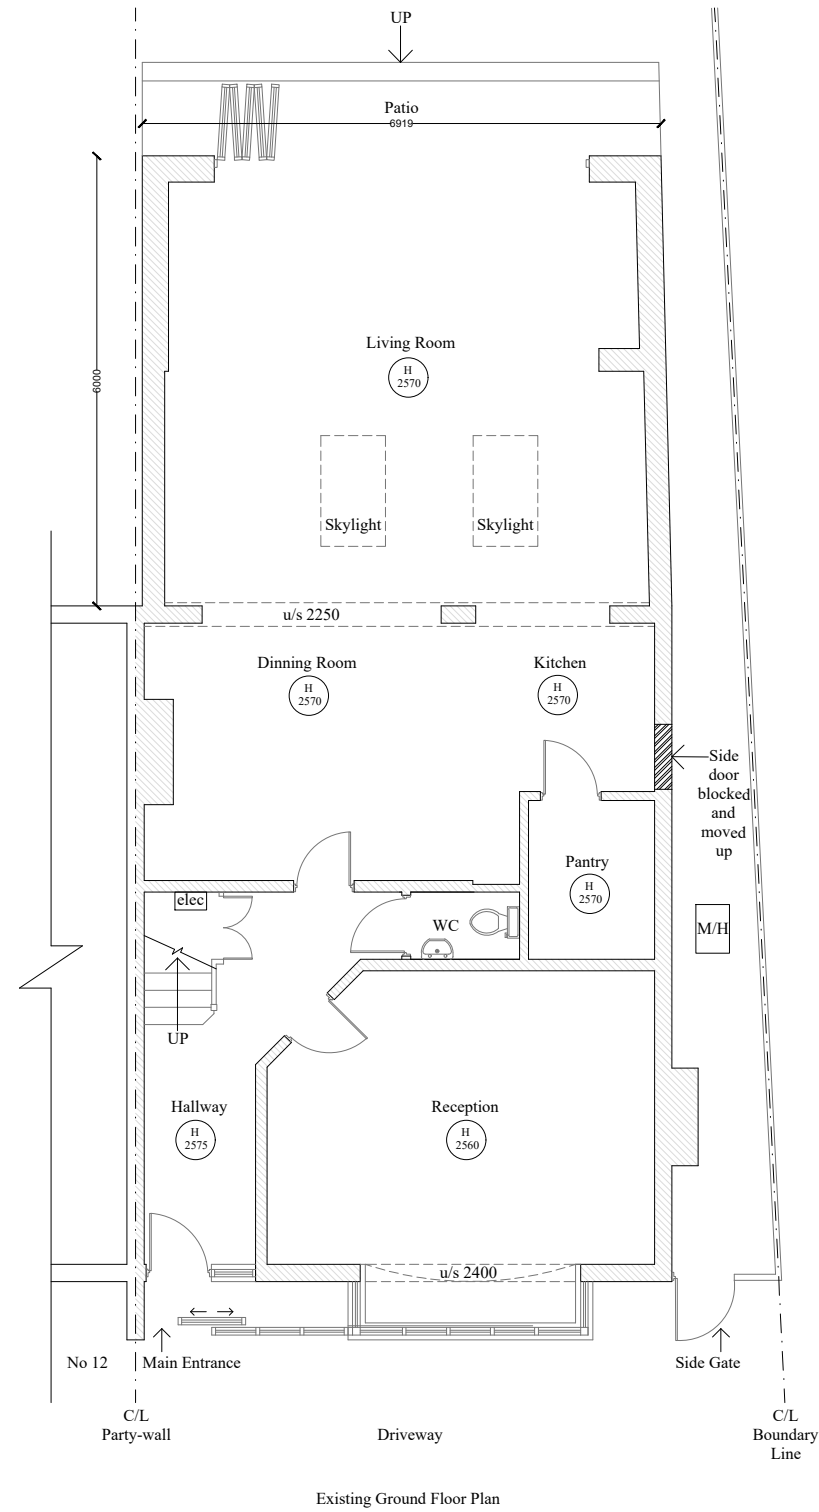 UP
Patio
6919
6000
Living Room
H
2570
Skylight
Skylight
u/s 2250
Dinning Room
H
2570
Kitchen
H
2570
Side
door
blocked
and
moved
up
Pantry
H
2570
elec
WC
M/H
UP
Hallway
H
2575
Reception
H
2560
u/s 2400
No 12
Main Entrance
Side Gate
C/L
Party-wall
Driveway
C/L
Boundary
Line
Existing Ground Floor Plan